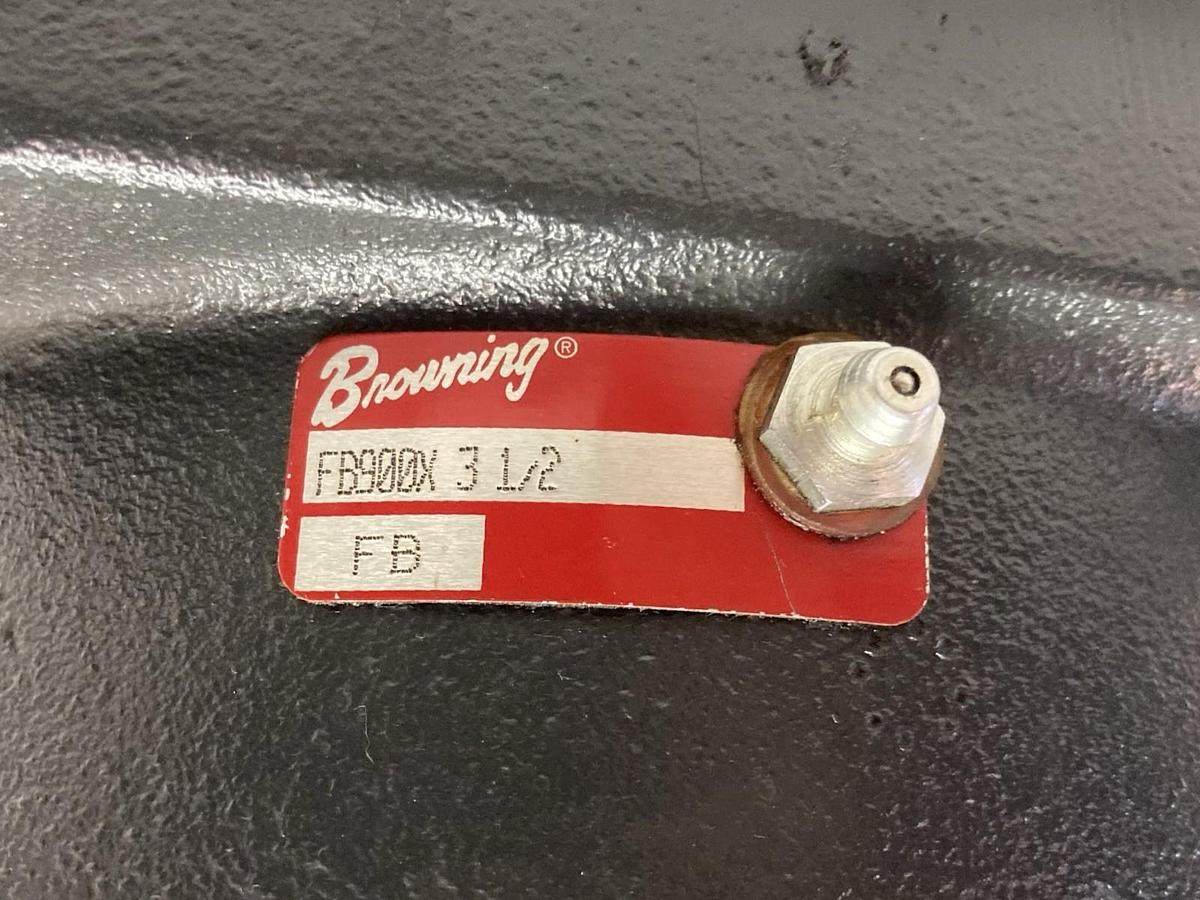 Browning®
FB900X 3 1/2
FB